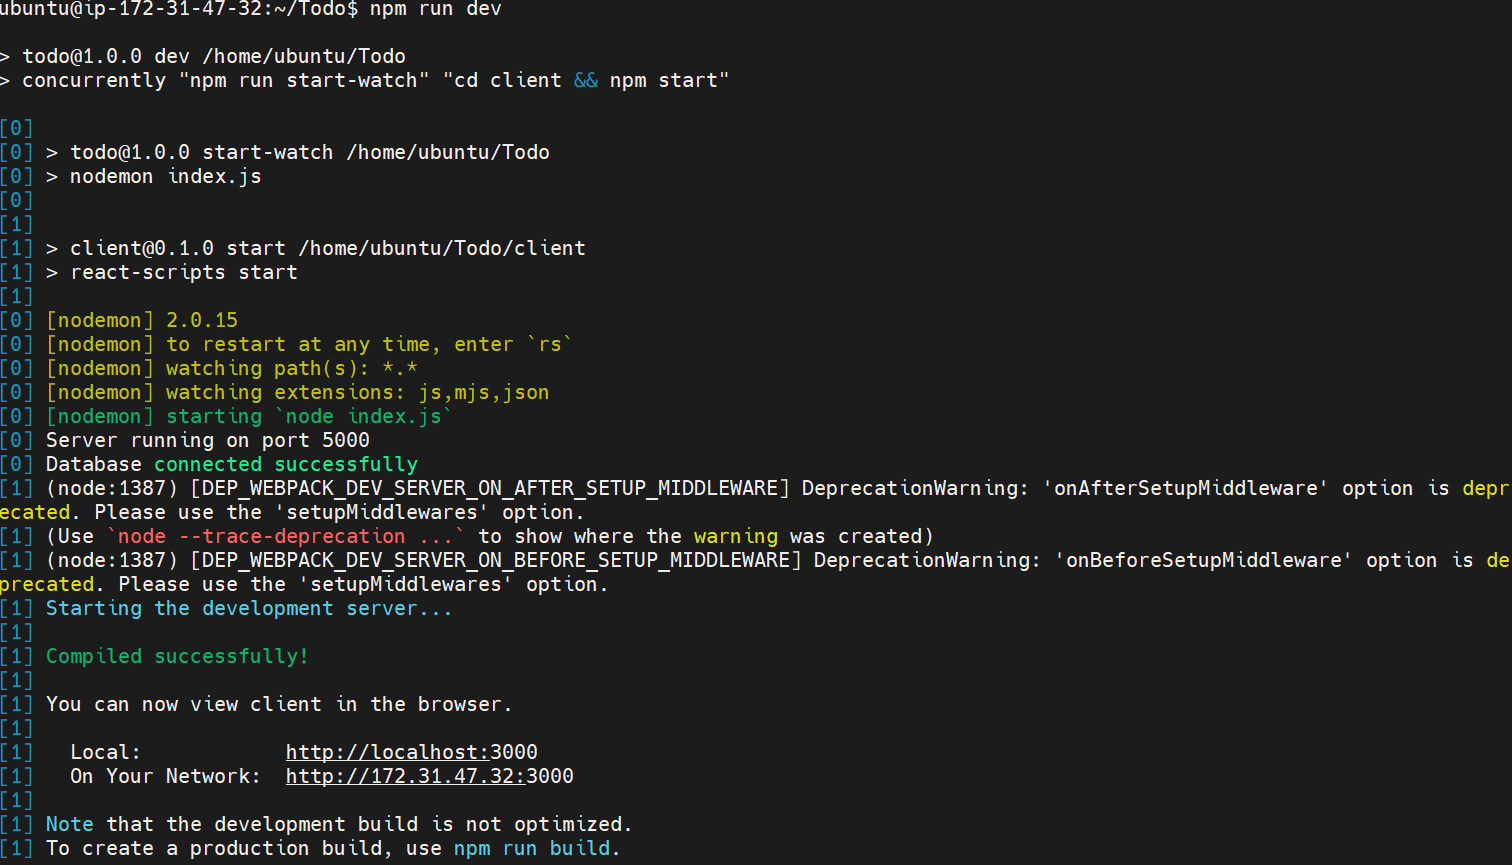 ubuntu@ip-172-31-47-32:~/Todo$ npm run dev
> todo@1.0.0 dev /home/ubuntu/Todo
> concurrently "npm run start-watch" "cd client && npm start"
[0]
[0] > todo@1.0.0 start-watch /home/ubuntu/Todo
[0] > nodemon index.js
[0]
[1]
[1] > client@0.1.0 start /home/ubuntu/Todo/client
[1] > react-scripts start
[1]
[0] [nodemon] 2.0.15
[0] [nodemon] to restart at any time, enter `rs`
[0] [nodemon] watching path(s): *.*
[0] [nodemon] watching extensions: js,mjs,json
[0] [nodemon] starting `node index.js`
[0] Server running on port 5000
[0] Database connected successfully
[1] (node:1387) [DEP_WEBPACK_DEV_SERVER_ON_AFTER_SETUP_MIDDLEWARE] DeprecationWarning: 'onAfterSetupMiddleware' option is depr
ecated. Please use the 'setupMiddlewares' option.
[1] (Use `node --trace-deprecation ...` to show where the warning was created)
[1] (node:1387) [DEP_WEBPACK_DEV_SERVER_ON_BEFORE_SETUP_MIDDLEWARE] DeprecationWarning: 'onBeforeSetupMiddleware' option is de
precated. Please use the 'setupMiddlewares' option.
[1] Starting the development server...
[1]
[1] Compiled successfully!
[1]
[1] You can now view client in the browser.
[1]
[1]   Local:            http://localhost:3000
[1]   On Your Network:  http://172.31.47.32:3000
[1]
[1] Note that the development build is not optimized.
[1] To create a production build, use npm run build.